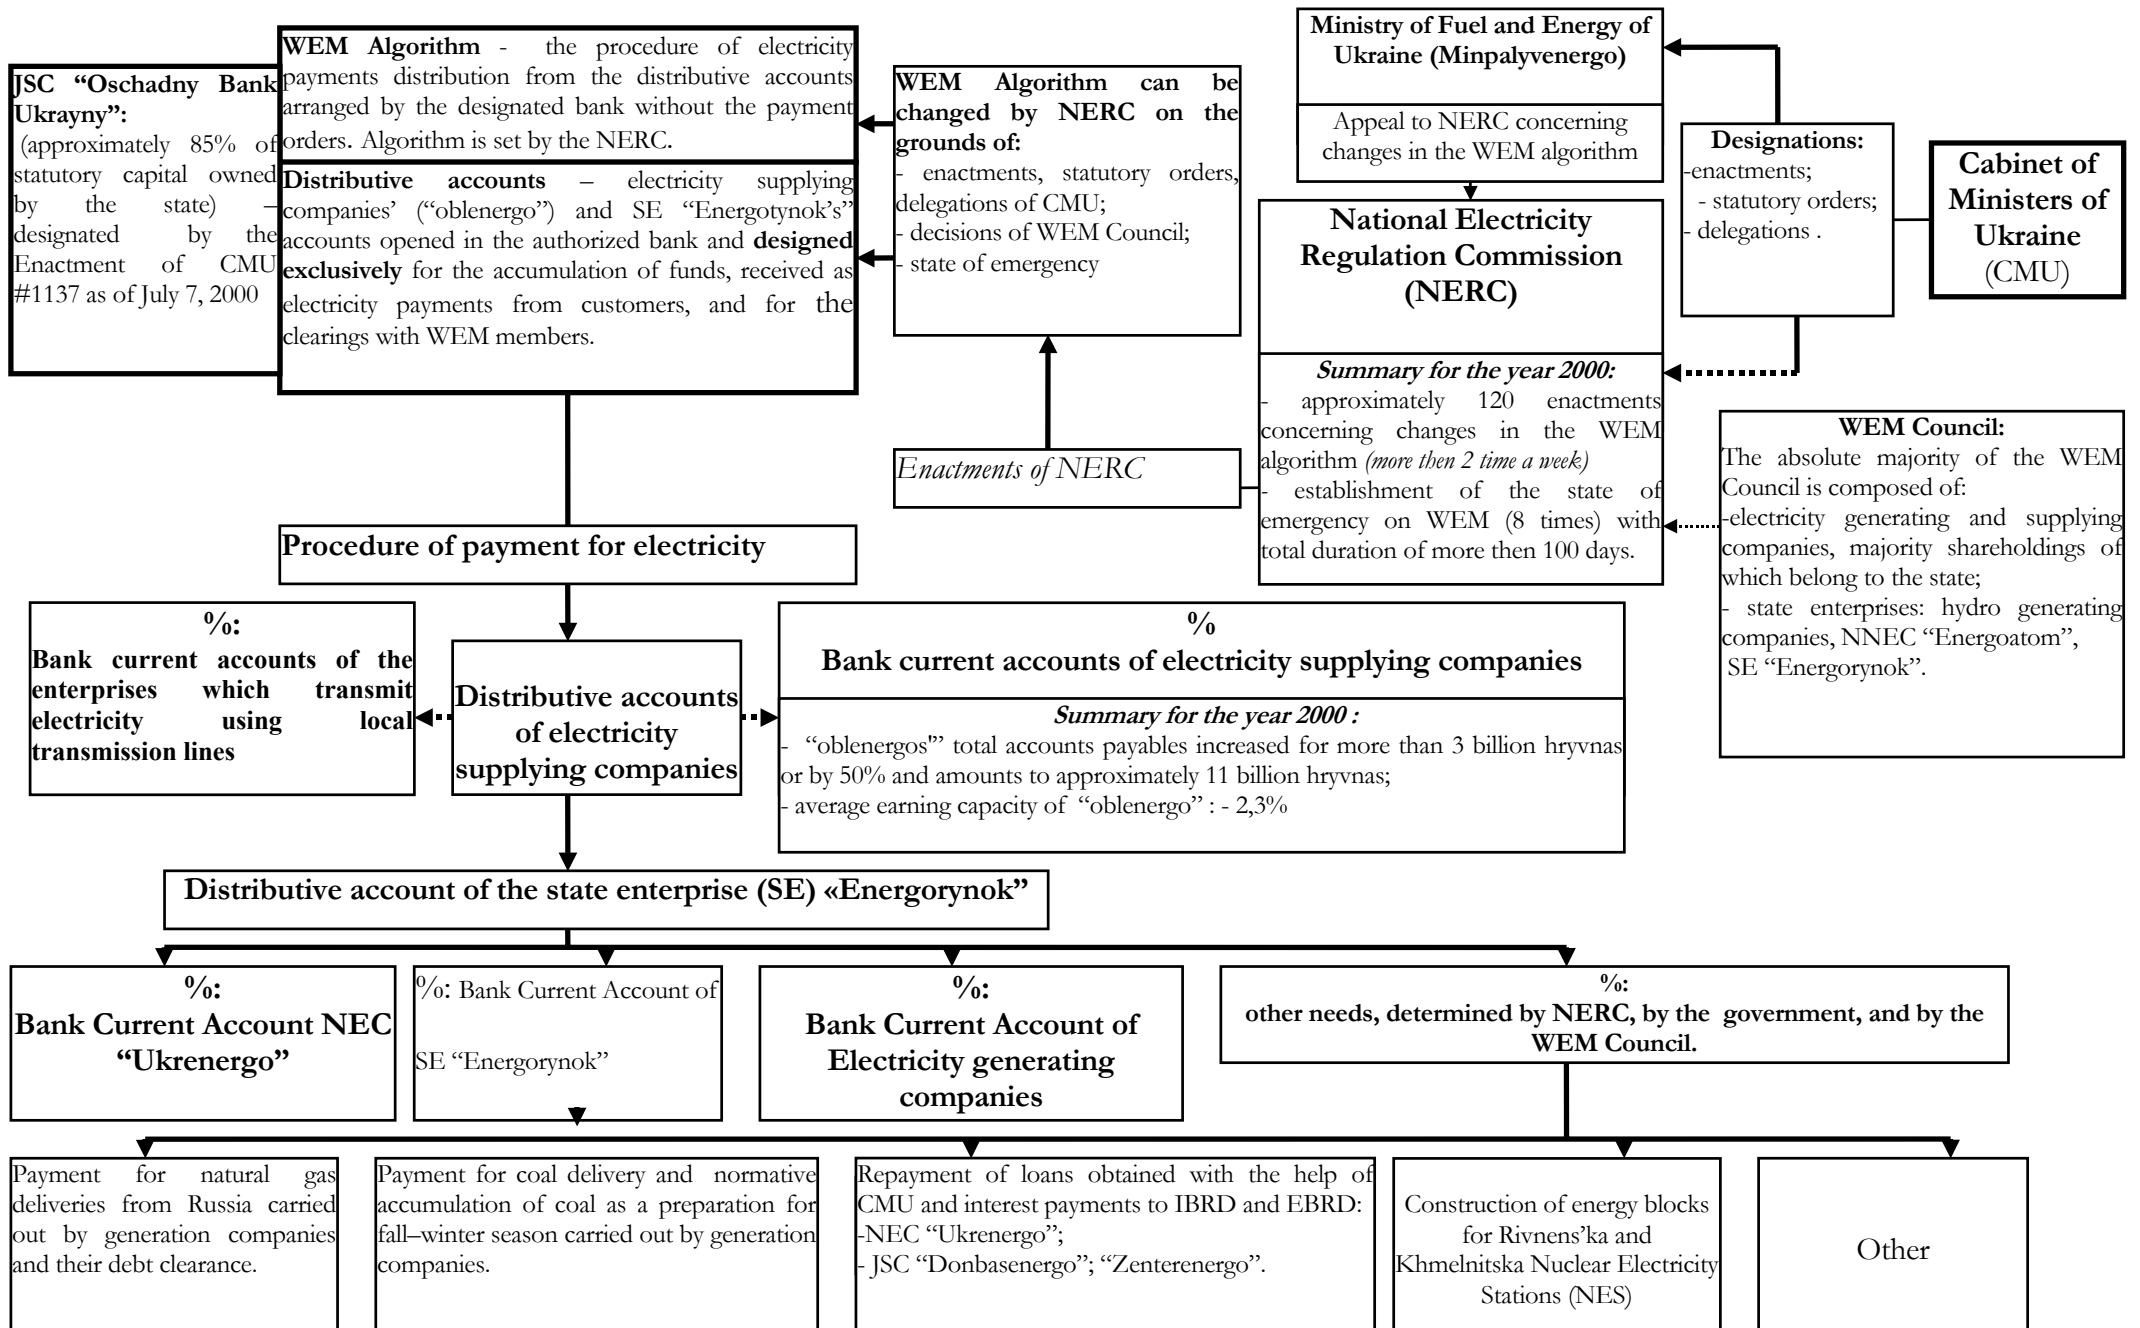 JSC “Oschadny Bank
Ukrayny”:
(approximately 85% of
statutory capital owned
by the state) –
designated by the
Enactment of CMU
#1137 as of July 7, 2000
WEM Algorithm - the procedure of electricity
payments distribution from the distributive accounts
arranged by the designated bank without the payment
orders. Algorithm is set by the NERC.
Distributive accounts – electricity supplying
companies’ (“oblenergo”) and SE “Energotynok’s”
accounts opened in the authorized bank and designed
exclusively for the accumulation of funds, received as
electricity payments from customers, and for the
clearings with WEM members.
WEM Algorithm can be
changed by NERC on the
grounds of:
- enactments, statutory orders,
delegations of CMU;
- decisions of WEM Council;
- state of emergency
Ministry of Fuel and Energy of
Ukraine (Minpalyvenergo)
Appeal to NERC concerning
changes in the WEM algorithm
Designations:
-enactments;
- statutory orders;
- delegations .
Cabinet of
Ministers of
Ukraine
(CMU)
National Electricity
Regulation Commission
(NERC)
Summary for the year 2000:
- approximately 120 enactments
concerning changes in the WEM
algorithm (more then 2 time a week)
- establishment of the state of
emergency on WEM (8 times) with
total duration of more then 100 days.
Enactments of NERC
WEM Council:
The absolute majority of the WEM
Council is composed of:
-electricity generating and supplying
companies, majority shareholdings of
which belong to the state;
- state enterprises: hydro generating
companies, NNEC “Energoatom”,
SE “Energorynok”.
Procedure of payment for electricity
%:
Bank current accounts of the
enterprises which transmit
electricity using local
transmission lines
Distributive accounts
of electricity
supplying companies
%
Bank current accounts of electricity supplying companies
Summary for the year 2000 :
- “oblenergos'” total accounts payables increased for more than 3 billion hryvnas
or by 50% and amounts to approximately 11 billion hryvnas;
- average earning capacity of “oblenergo” : - 2,3%
Distributive account of the state enterprise (SE) «Energorynok”
%:
Bank Current Account NEC
“Ukrenergo”
%: Bank Current Account of
SE “Energorynok”
%:
Bank Current Account of
Electricity generating
companies
%:
other needs, determined by NERC, by the government, and by the
WEM Council.
Payment for natural gas
deliveries from Russia carried
out by generation companies
and their debt clearance.
Payment for coal delivery and normative
accumulation of coal as a preparation for
fall–winter season carried out by generation
companies.
Repayment of loans obtained with the help of
CMU and interest payments to IBRD and EBRD:
-NEC “Ukrenergo”;
- JSC “Donbasenergo”; “Zenterenergo”.
Construction of energy blocks
for Rivnens’ka and
Khmelnitska Nuclear Electricity
Stations (NES)
Other